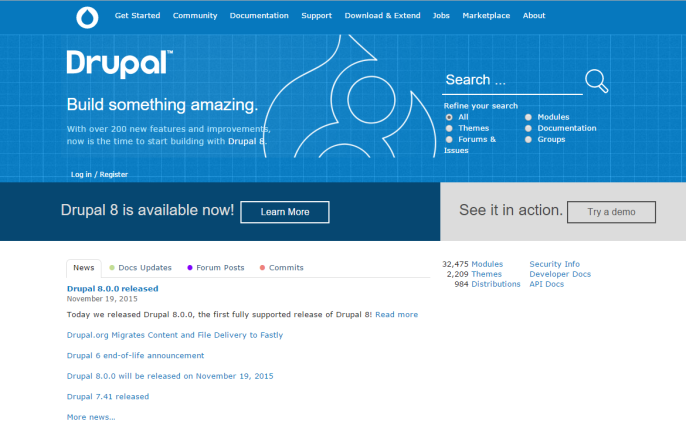 Get Started Community Documentation Support Download & Extend Jobs Marketplace About
Drupal™
Build something amazing.
With over 200 new features and improvements,
now is the time to start building with Drupal 8.
Log in / Register
Search ...
Refine your search
All
Modules
Themes
Documentation
Forums &
Issues
Groups
Drupal 8 is available now! Learn More
See it in action. Try a demo
News Docs Updates Forum Posts Commits
Drupal 8.0.0 released
November 19, 2015
Today we released Drupal 8.0.0, the first fully supported release of Drupal 8! Read more
Drupal.org Migrates Content and File Delivery to Fastly
Drupal 6 end-of-life announcement
Drupal 8.0.0 will be released on November 19, 2015
Drupal 7.41 released
More news...
32,475 Modules
2,209 Themes
984 Distributions
Security Info
Developer Docs
API Docs